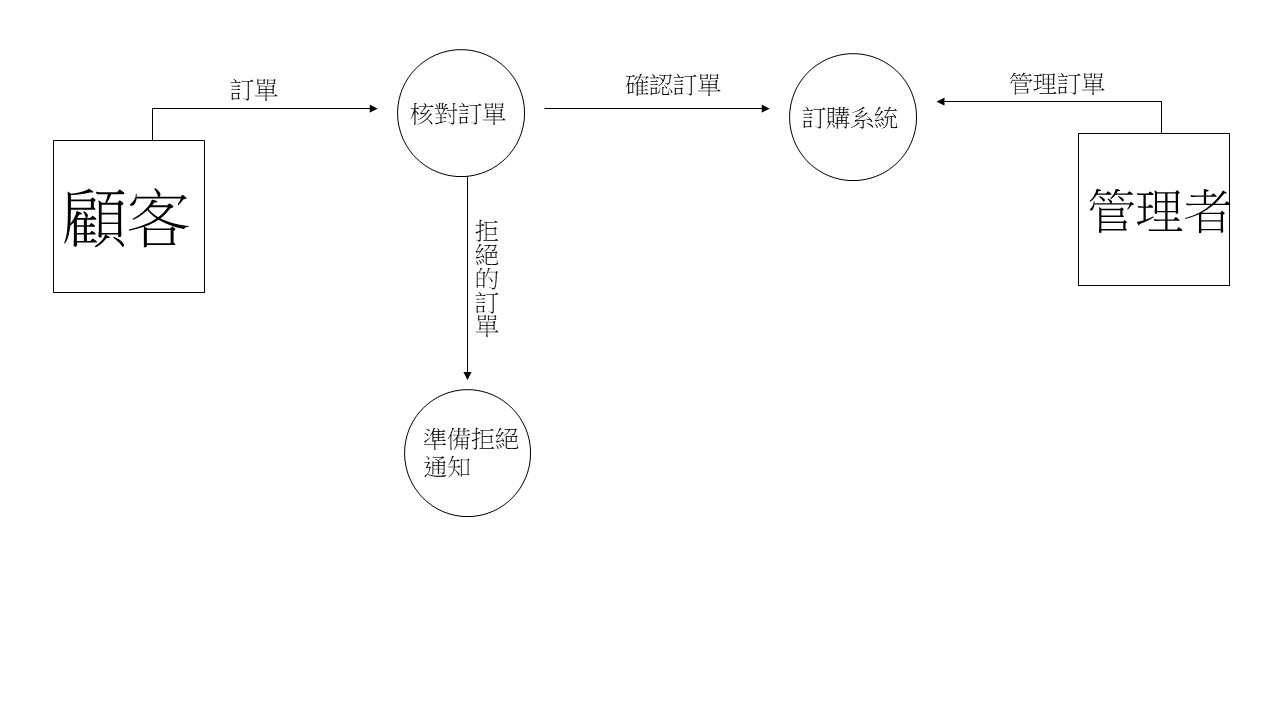 訂單
核對訂單
確認訂單
訂購系統
管理訂單
顧客
管理者
拒絕的訂單
準備拒絕
通知